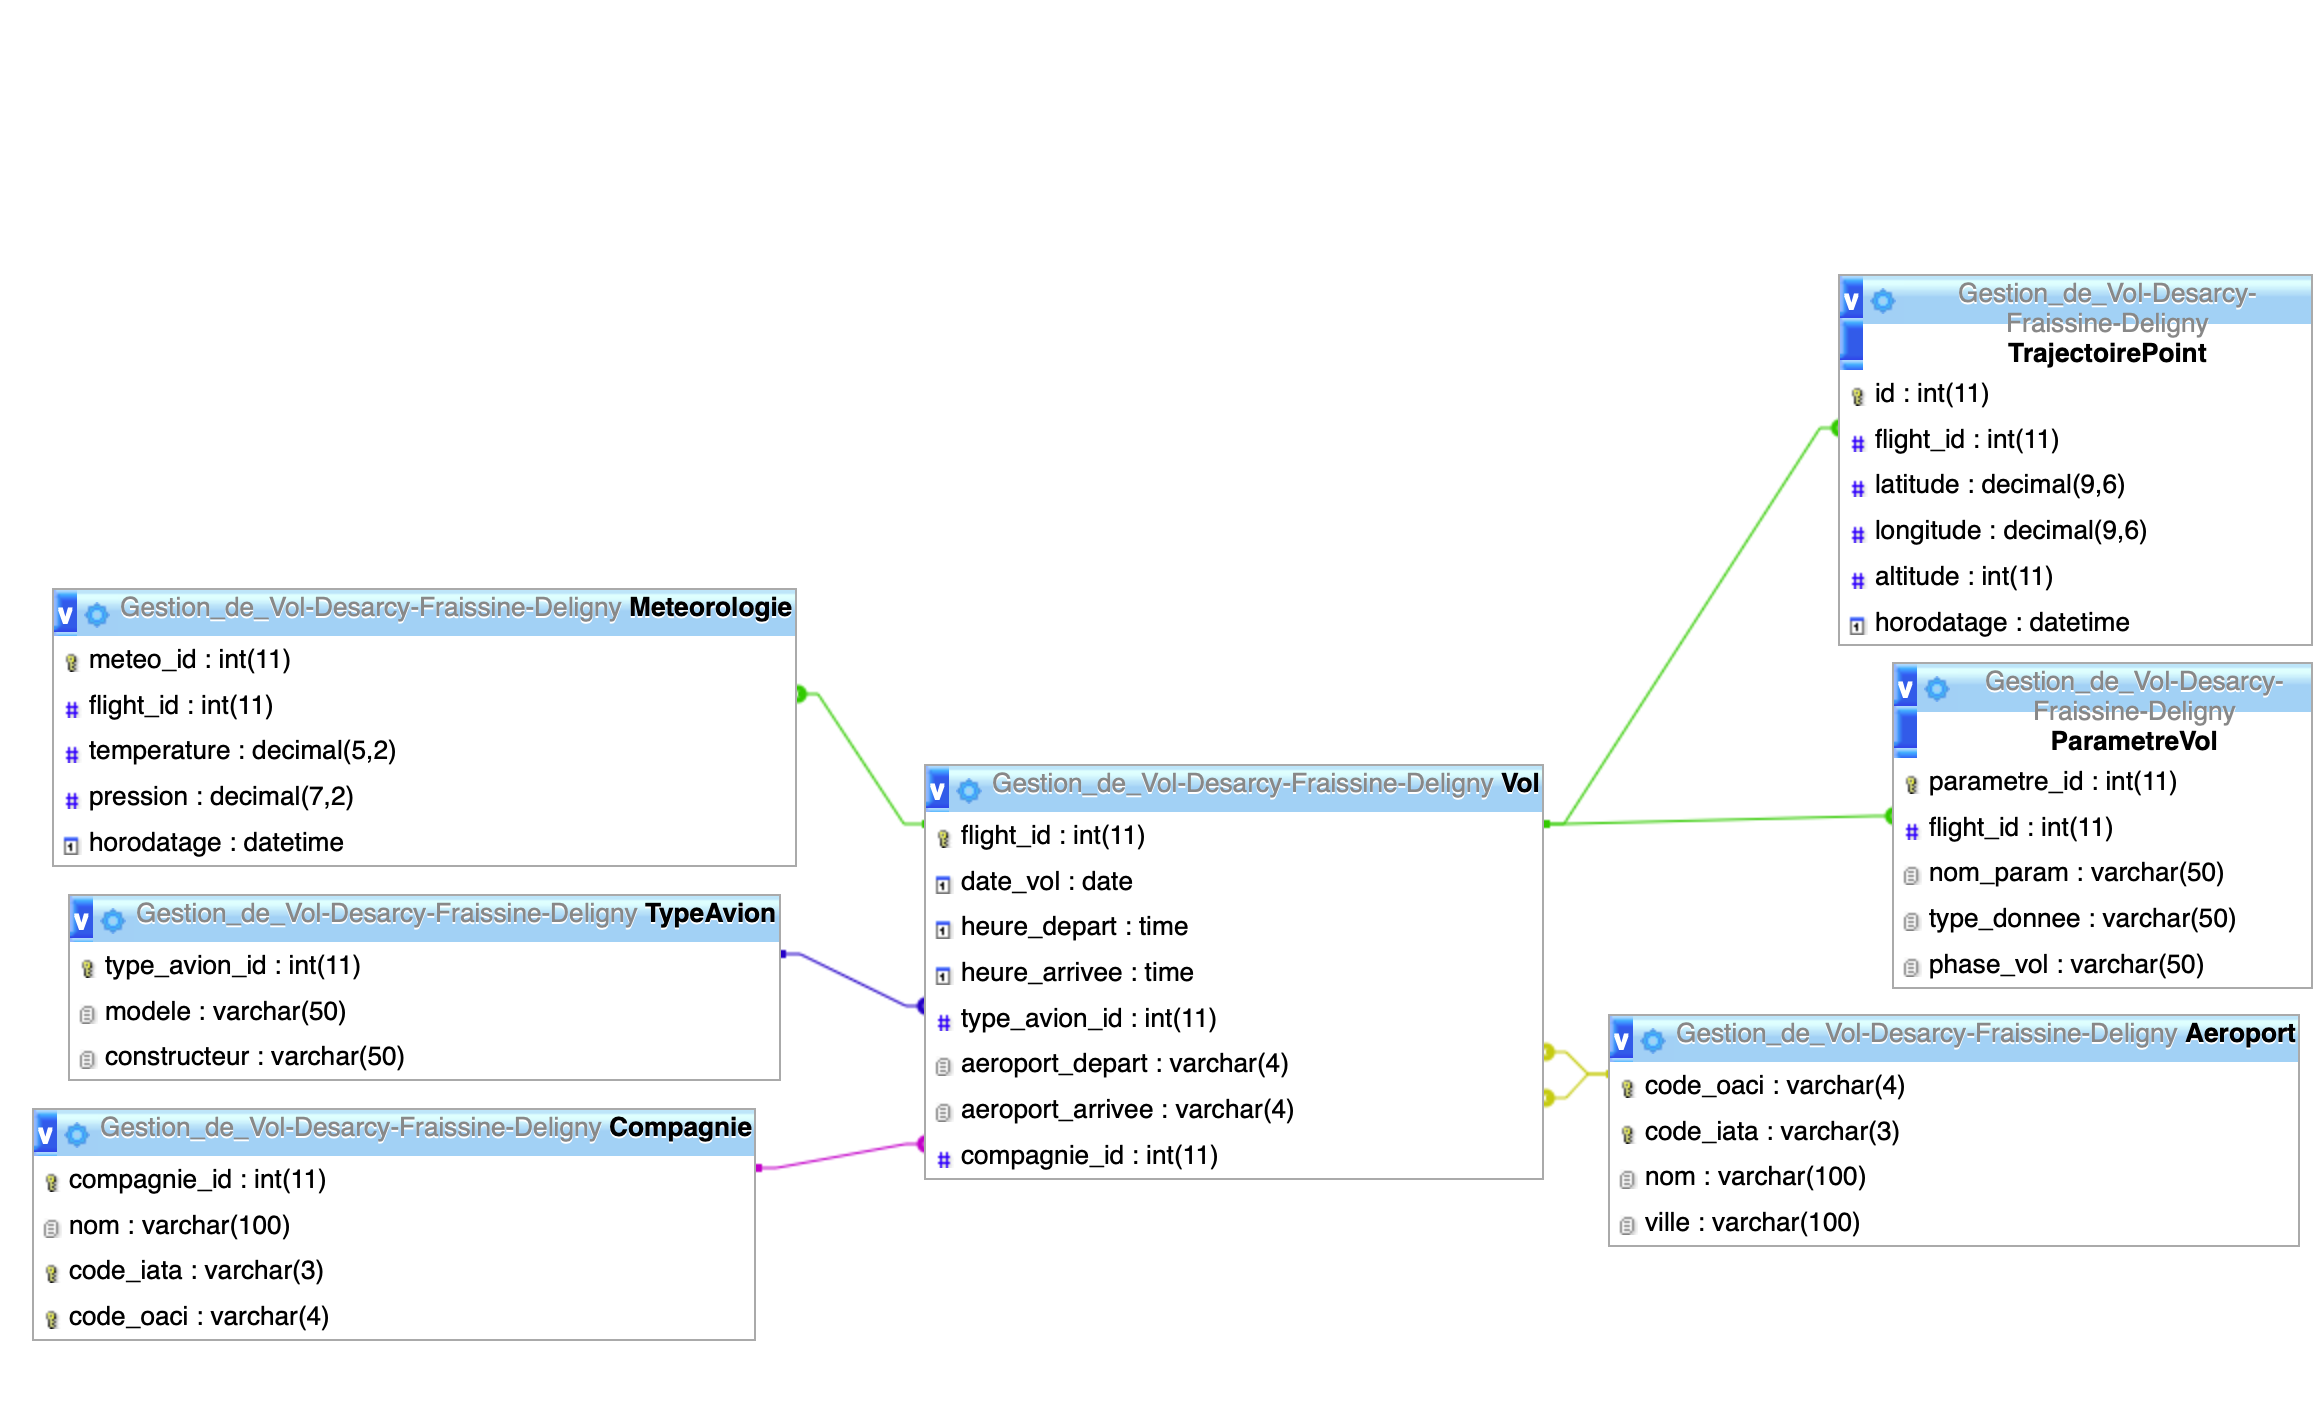 Gestion_de_Vol-Desarcy-
Fraissine-Deligny
TrajectoirePoint
id : int(11)
flight_id : int(11)
latitude : decimal(9,6)
longitude : decimal(9,6)
altitude : int(11)
horodatage : datetime
Gestion_de_Vol-Desarcy-Fraissine-Deligny Meteorologie
meteo_id : int(11)
flight_id : int(11)
temperature : decimal(5,2)
pression : decimal(7,2)
horodatage : datetime
Gestion_de_Vol-Desarcy-
Fraissine-Deligny
ParametreVol
parametre_id : int(11)
flight_id : int(11)
nom_param : varchar(50)
type_donnee : varchar(50)
phase_vol : varchar(50)
Gestion_de_Vol-Desarcy-Fraissine-Deligny Vol
flight_id : int(11)
date_vol : date
heure_depart : time
heure_arrivee : time
type_avion_id : int(11)
aeroport_depart : varchar(4)
aeroport_arrivee : varchar(4)
compagnie_id : int(11)
Gestion_de_Vol-Desarcy-Fraissine-Deligny TypeAvion
type_avion_id : int(11)
modele : varchar(50)
constructeur : varchar(50)
Gestion_de_Vol-Desarcy-Fraissine-Deligny Aeroport
code_oaci : varchar(4)
code_iata : varchar(3)
nom : varchar(100)
ville : varchar(100)
Gestion_de_Vol-Desarcy-Fraissine-Deligny Compagnie
compagnie_id : int(11)
nom : varchar(100)
code_iata : varchar(3)
code_oaci : varchar(4)